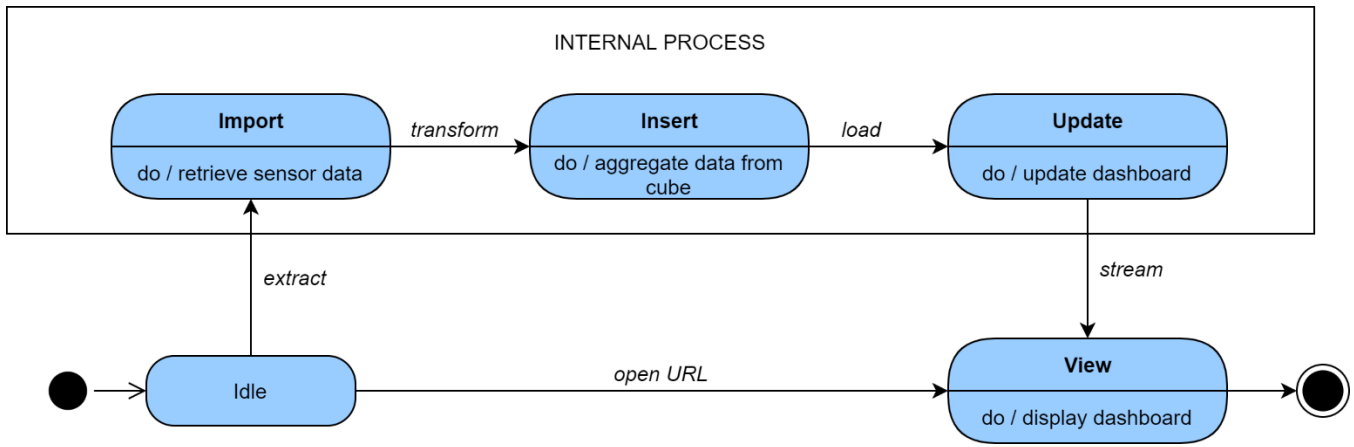 INTERNAL PROCESS
Import
do / retrieve sensor data
transform
Insert
do / aggregate data from
cube
load
Update
do / update dashboard
extract
stream
Idle
open URL
View
do / display dashboard